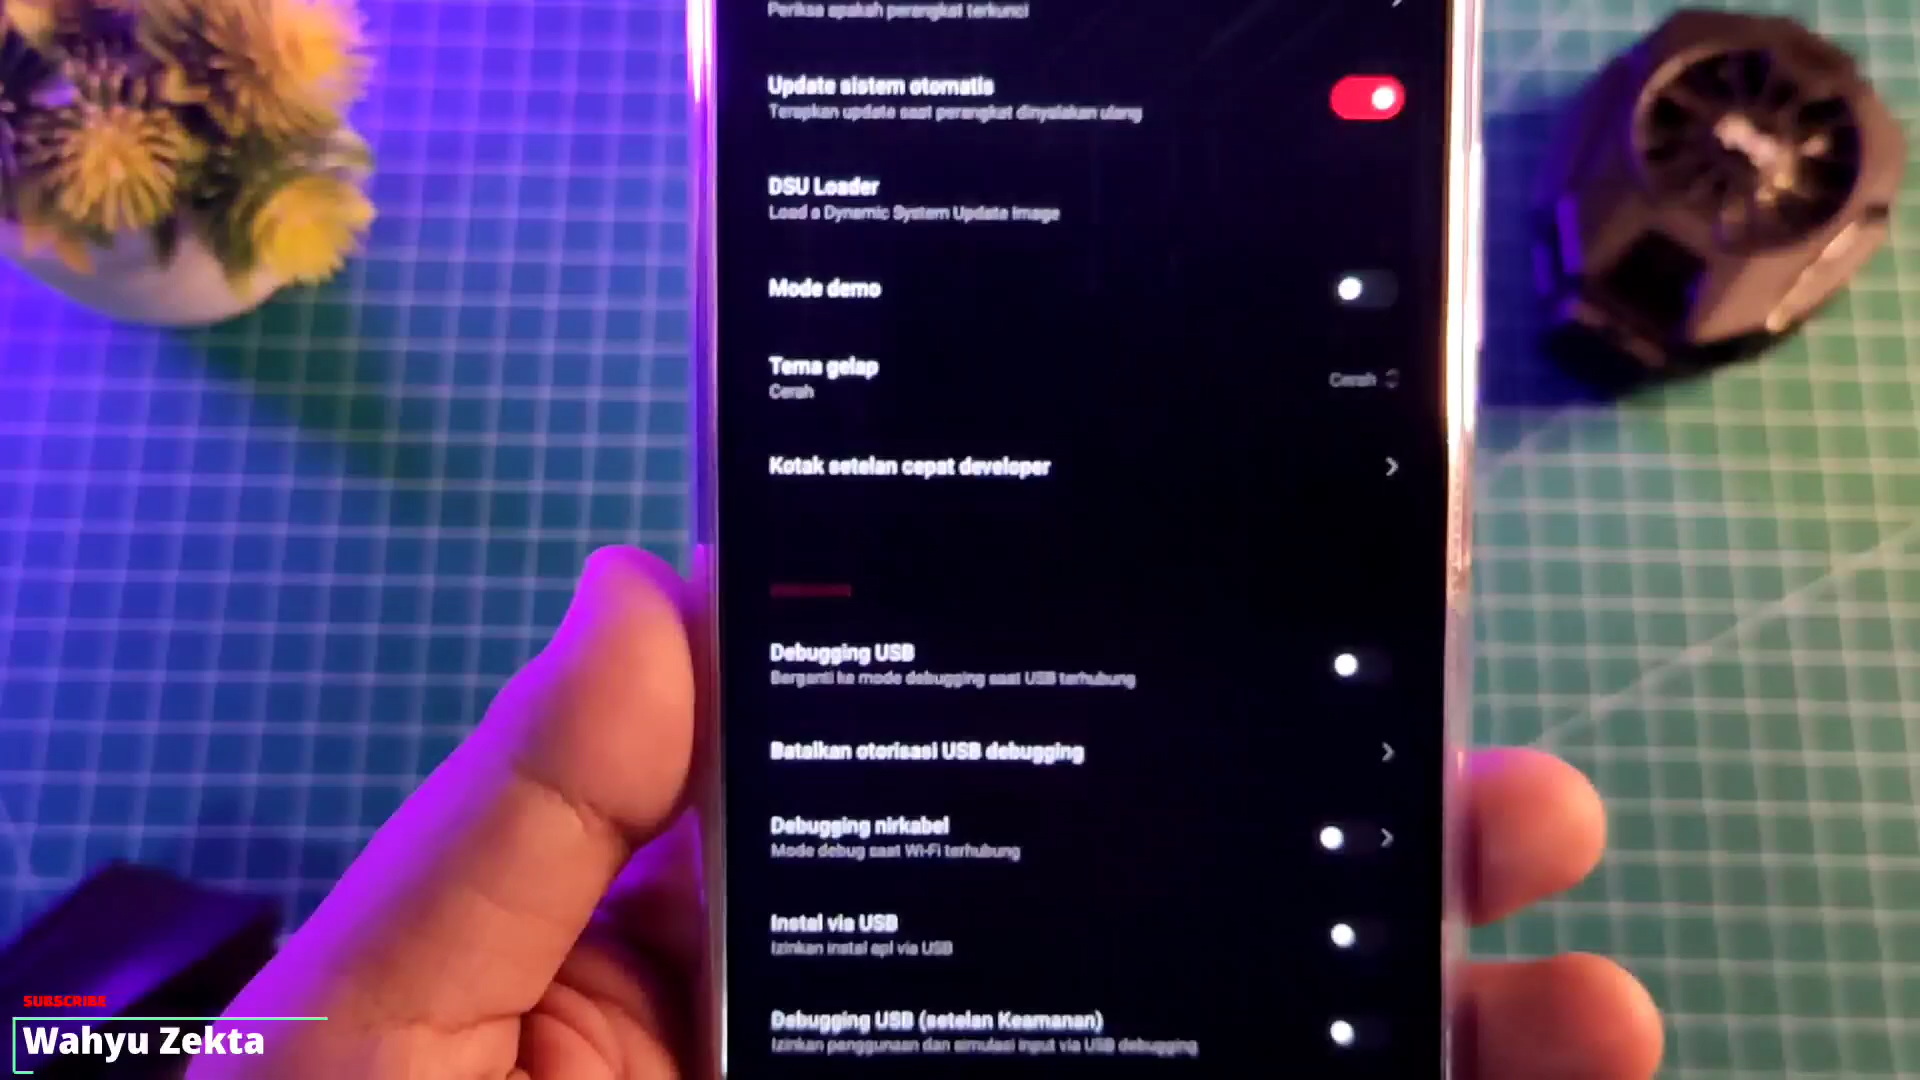 Periksa apakah perangkat terkunci
Update sistem otomatis
Terapkan update saat perangkat dinyalakan ulang
DSU Loader
Load a Dynamic System Update Image
Mode demo
Tema gelap
Cerah
Cerah
Kotak setelan cepat developer
Debugging USB
Berganti ke mode debugging saat USB terhubung
Batalkan otorisasi USB debugging
Debugging nirkabel
Mode debug saat Wi-Fi terhubung
Instal via USB
Izinkan instal apl via USB
Debugging USB (setelan Keamanan)
Izinkan penggunaan dan simulasi input via USB debugging
SUBSCRIBE
Wahyu Zekta